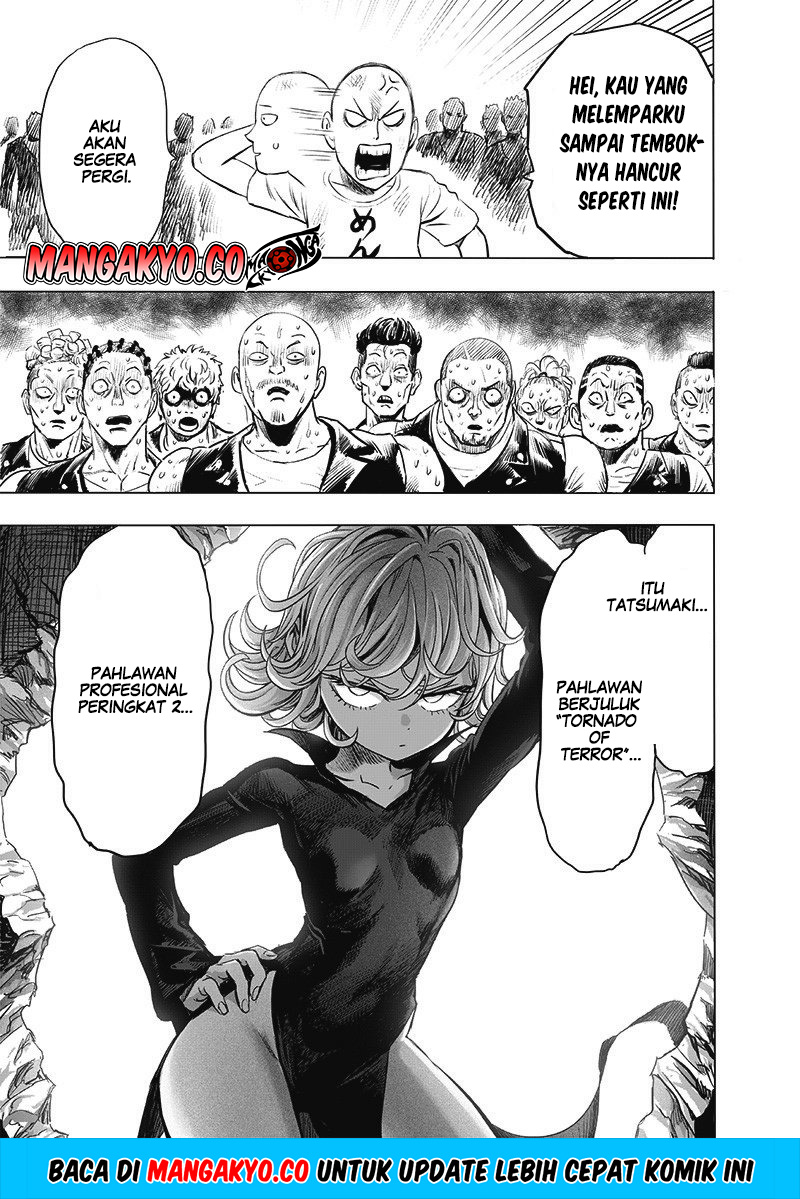 HEI, KAU YANG
MELEMPARKU
SAMPAI TEMBOK-
NYA HANCUR
SEPERTI INI!
AKU
AKAN
SEGERA
PERGI.
めん
MANGAKYO.CO
ITU
TATSUMAKI...
PAHLAWAN
BERJULUK
"TORNADO
OF
TERROR"...
PAHLAWAN
PROFESIONAL
PERINGKAT 2...
BACA DI MANGAKYO.CO UNTUK UPDATE LEBIH CEPAT KOMIK INI